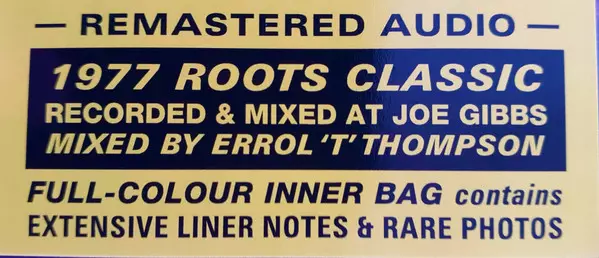 — REMASTERED AUDIO —
1977 ROOTS CLASSIC
RECORDED & MIXED AT JOE GIBBS
MIXED BY ERROL ‘T’ THOMPSON
FULL-COLOUR INNER BAG contains
EXTENSIVE LINER NOTES & RARE PHOTOS